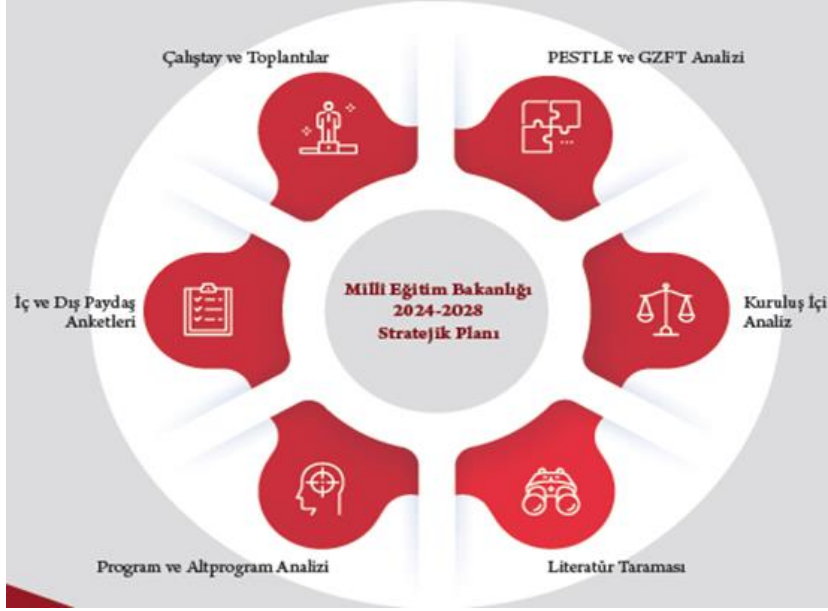 Çalıştay ve Toplantılar
PESTLE ve GZFT Analizi
İç ve Dış Paydaş
Anketleri
Millî Eğitim Bakanlığı
2024-2028
Stratejik Planı
Kuruluş İçi
Analiz
Program ve Altprogram Analizi
Literatür Taraması